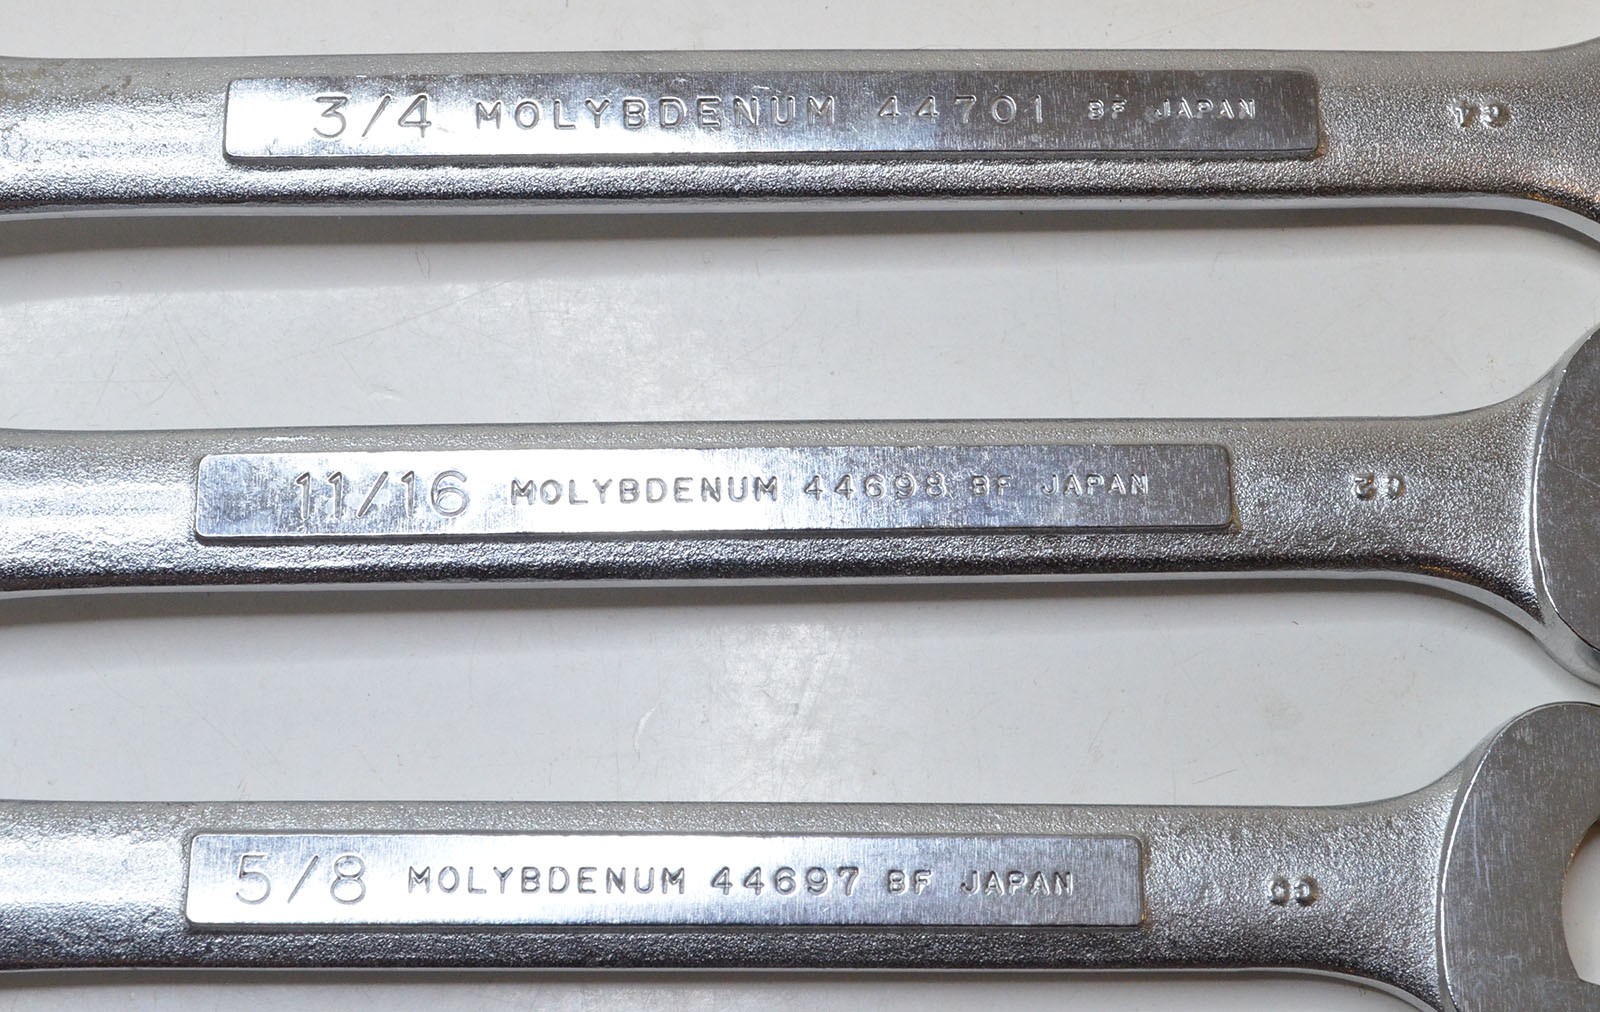 3/4 MOLYBDENUM 44701 BF JAPAN
11/16 MOLYBDENUM 44698 BF JAPAN
5/8 MOLYBDENUM 44697 BF JAPAN